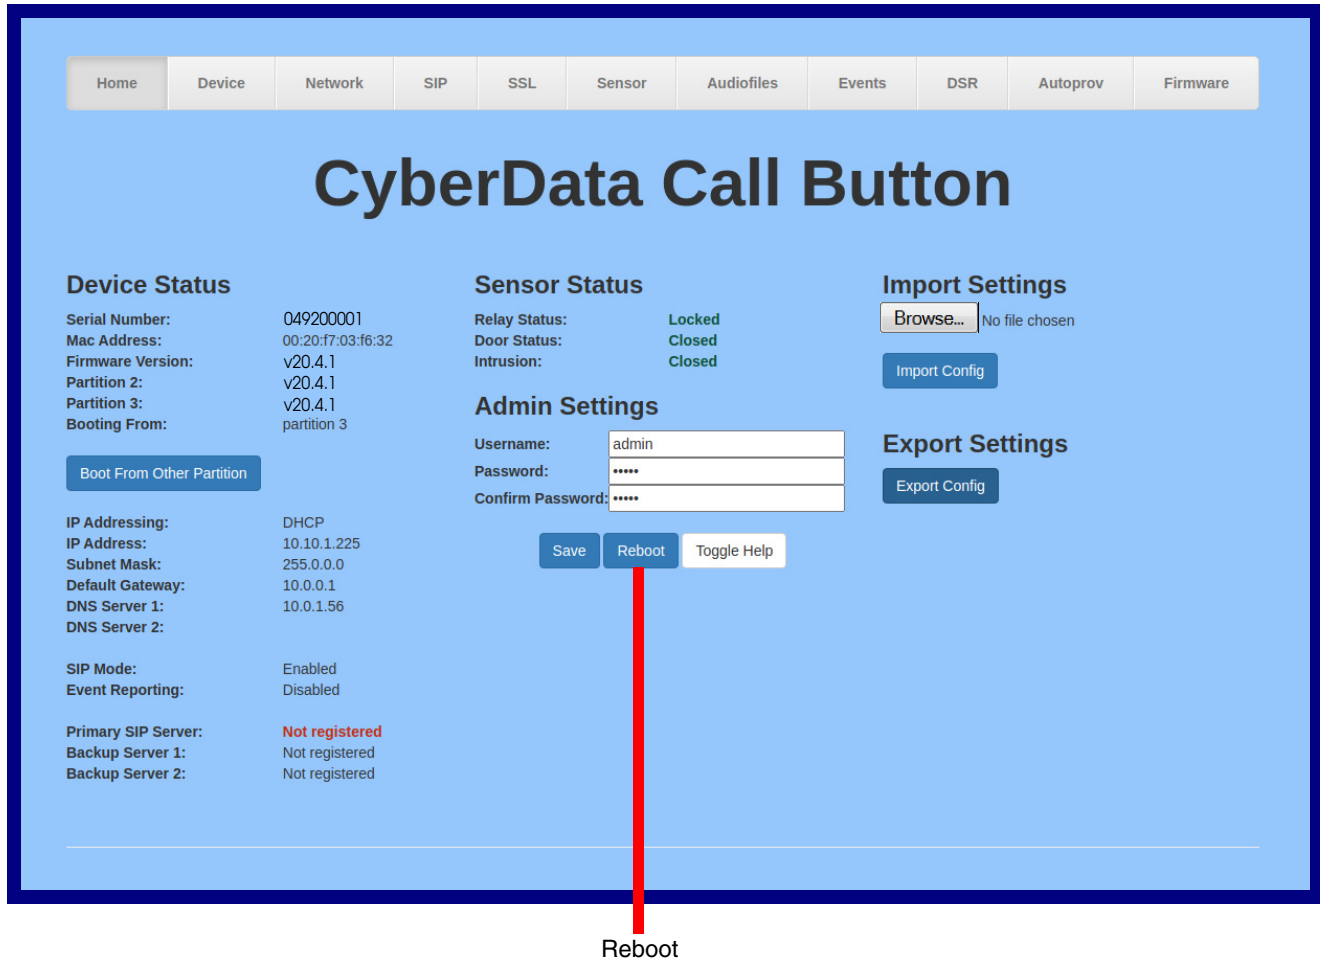 Home Device Network SIP SSL Sensor Audiofiles Events DSR Autoprov Firmware
CyberData Call Button
Device Status
Serial Number: 049200001
Mac Address: 00:20:f7:03:f6:32
Firmware Version: v20.4.1
Partition 2: v20.4.1
Partition 3: v20.4.1
Booting From: partition 3
Boot From Other Partition
IP Addressing: DHCP
IP Address: 10.10.1.225
Subnet Mask: 255.0.0.0
Default Gateway: 10.0.0.1
DNS Server 1: 10.0.1.56
DNS Server 2:
SIP Mode: Enabled
Event Reporting: Disabled
Primary SIP Server: Not registered
Backup Server 1: Not registered
Backup Server 2: Not registered
Sensor Status
Relay Status: Locked
Door Status: Closed
Intrusion: Closed
Admin Settings
Username: admin
Password: •••••
Confirm Password: •••••
Save Reboot Toggle Help
Import Settings
Browse... No file chosen
Import Config
Export Settings
Export Config
Reboot